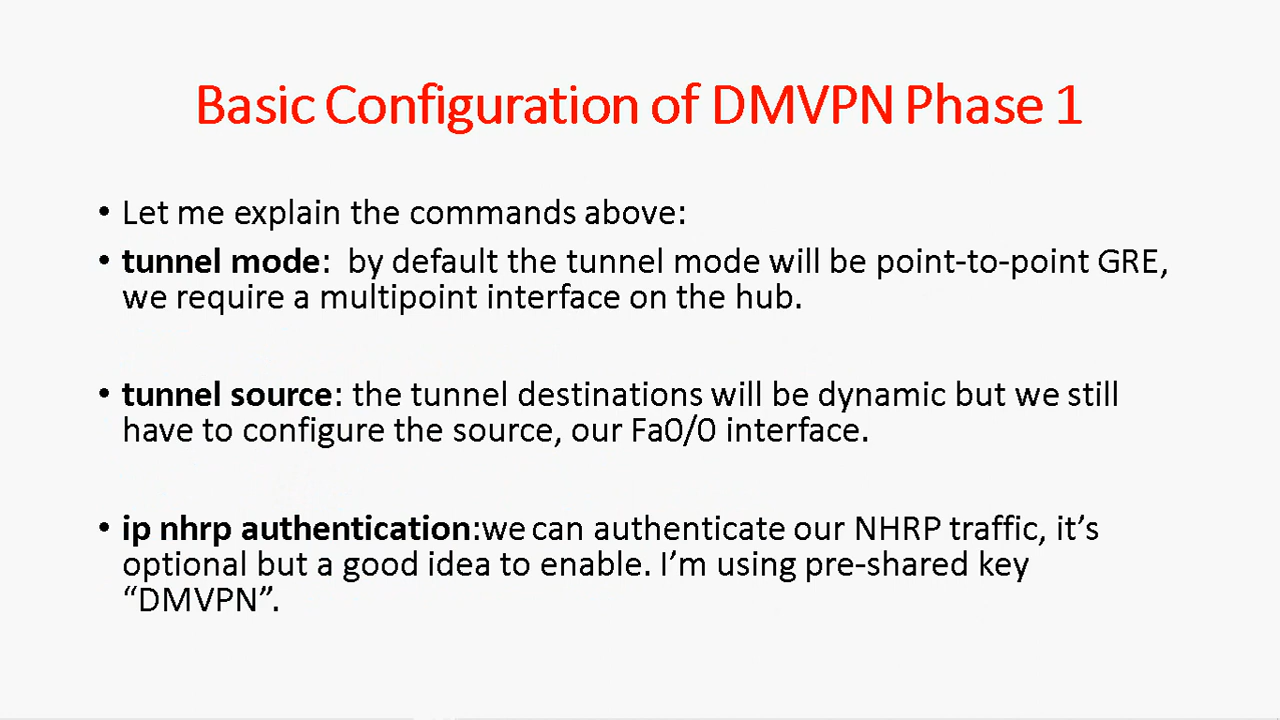 Basic Configuration of DMVPN Phase 1
• Let me explain the commands above:
• tunnel mode:  by default the tunnel mode will be point-to-point GRE,
we require a multipoint interface on the hub.
• tunnel source: the tunnel destinations will be dynamic but we still
have to configure the source, our Fa0/0 interface.
• ip nhrp authentication:we can authenticate our NHRP traffic, it’s
optional but a good idea to enable. I’m using pre-shared key
“DMVPN”.